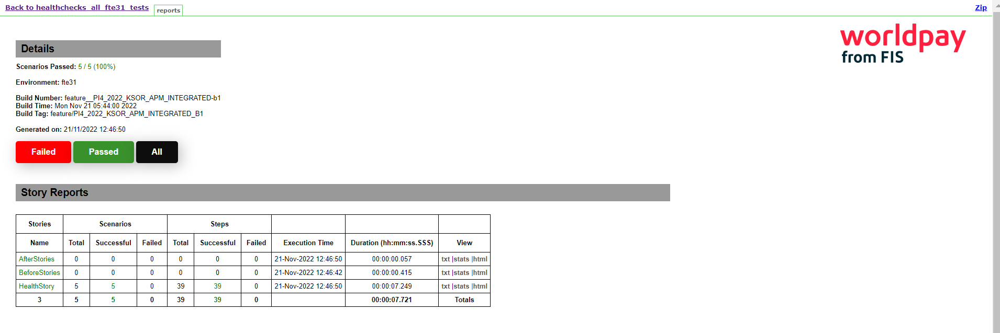 Back to healthchecks_all_fte31_tests reports Zip
worldpay
from FIS
Details
Scenarios Passed: 5 / 5 (100%)
Environment: fte31
Build Number: feature__PI4_2022_KSOR_APM_INTEGRATED-b1
Build Time: Mon Nov 21 05:44:00 2022
Build Tag: feature/PI4_2022_KSOR_APM_INTEGRATED_B1
Generated on: 21/11/2022 12:46:50
Failed Passed All
Story Reports
Stories Scenarios Steps
Name Total Successful Failed Total Successful Failed Execution Time Duration (hh:mm:ss.SSS) View
AfterStories 0 0 0 0 0 0 21-Nov-2022 12:46:50 00:00:00.057 txt |stats |html
BeforeStories 0 0 0 0 0 0 21-Nov-2022 12:46:42 00:00:00.415 txt |stats |html
HealthStory 5 5 0 39 39 0 21-Nov-2022 12:46:50 00:00:07.249 txt |stats |html
3 5 5 0 39 39 0 00:00:07.721 Totals